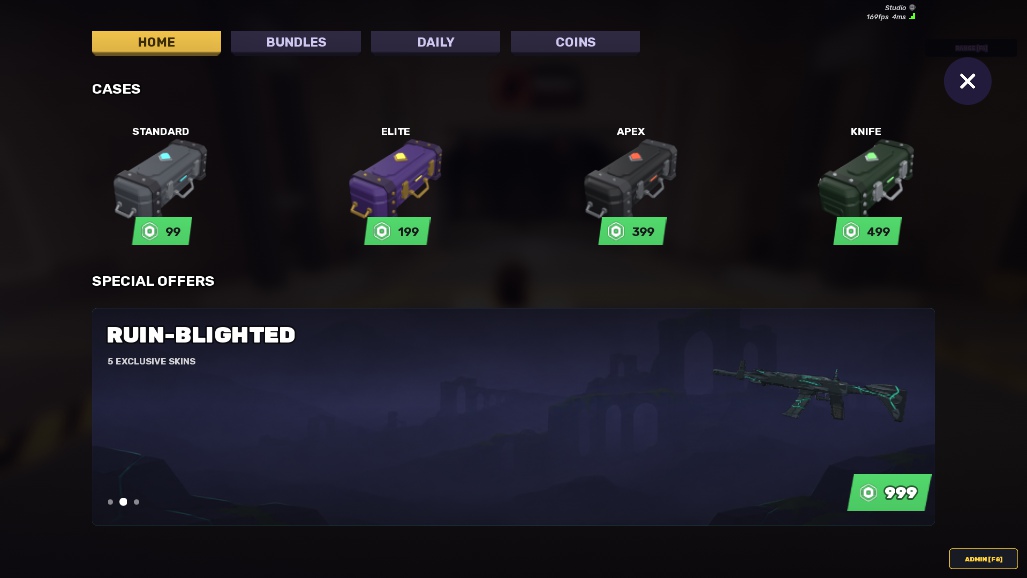 Studio
169fps 4ms
HOME
BUNDLES
DAILY
COINS
CASES
STANDARD
ELITE
APEX
KNIFE
99
199
399
499
SPECIAL OFFERS
RUIN-BLIGHTED
5 EXCLUSIVE SKINS
999
ADMIN [F6]